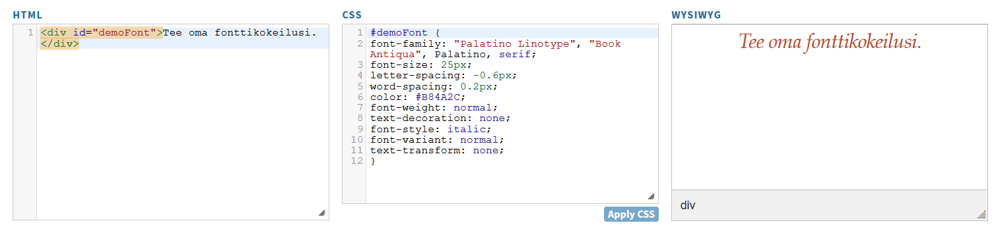 HTML
1 <div id="demoFont">Tee oma fonttikokeilusi.
</div>
CSS
1 #demoFont {
2 font-family: "Palatino Linotype", "Book
Antiqua", Palatino, serif;
3 font-size: 25px;
4 letter-spacing: -0.6px;
5 word-spacing: 0.2px;
6 color: #B84A2C;
7 font-weight: normal;
8 text-decoration: none;
9 font-style: italic;
10 font-variant: normal;
11 text-transform: none;
12 }
Apply CSS
WYSIWYG
Tee oma fonttikokeilusi.
div